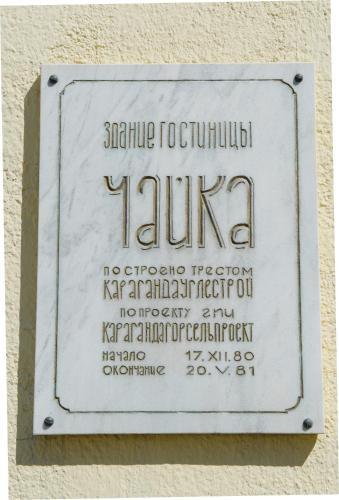 здание гостиницы
чайка
построено трестом
карагандауглестрой
по проекту гпи
карагандагорсельпроект
начало 17.XII.80
окончание 20.V.81